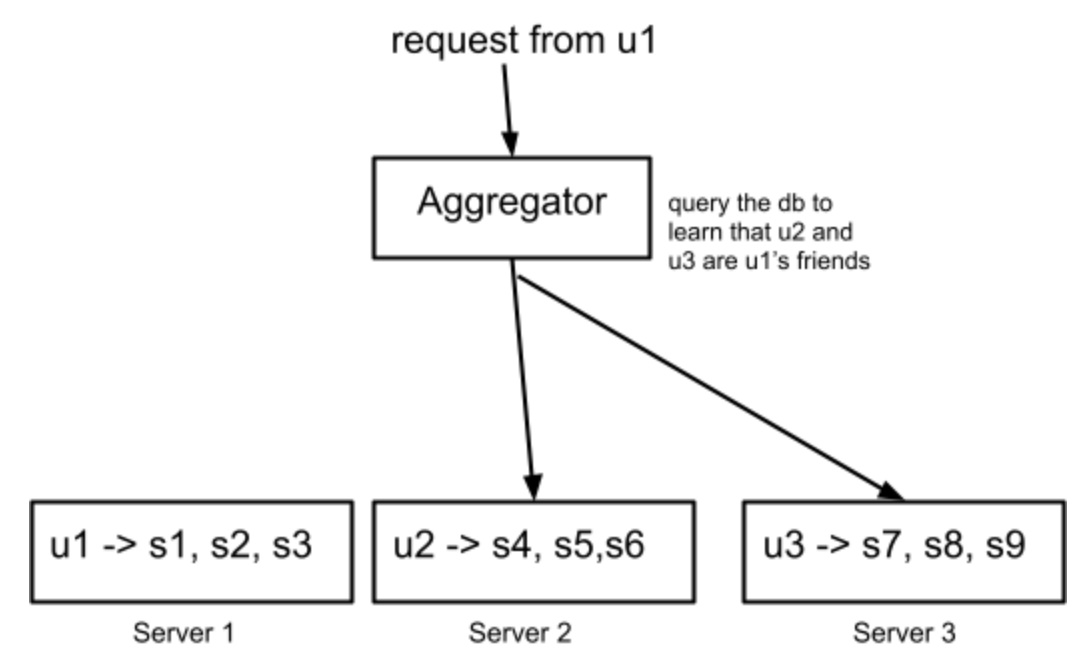 request from u1
Aggregator
query the db to
learn that u2 and
u3 are u1's friends
u1 -> s1, s2, s3
u2 -> s4, s5,s6
u3 -> s7, s8, s9
Server 1
Server 2
Server 3